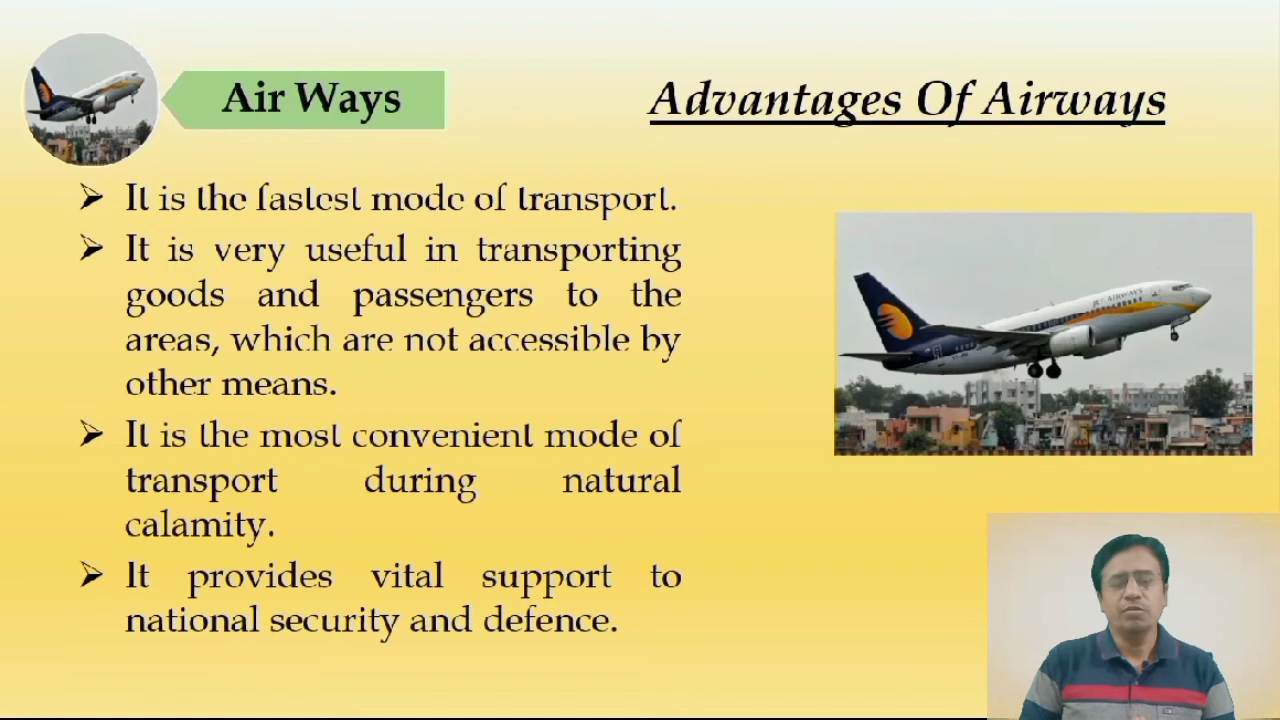 Air Ways
Advantages Of Airways
➢ It is the fastest mode of transport.
➢ It is very useful in transporting
goods and passengers to the
areas, which are not accessible by
other means.
➢ It is the most convenient mode of
transport during natural
calamity.
➢ It provides vital support to
national security and defence.
JET AIRWAYS